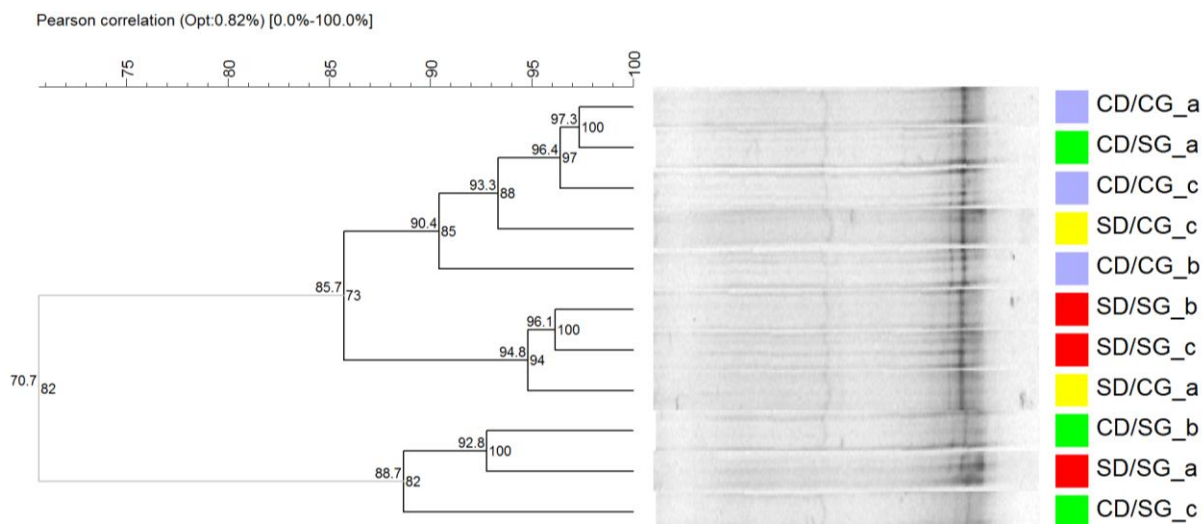 Pearson correlation (Opt:0.82%) [0.0%-100.0%]
75 80 85 90 95 100
CD/CG_a
97.3 100
CD/SG_a
96.4 97
CD/CG_c
93.3 88
SD/CG_c
90.4 85
CD/CG_b
85.7 73
SD/SG_b
96.1 100
SD/SG_c
94.8 94
SD/CG_a
70.7 82
CD/SG_b
92.8 100
SD/SG_a
88.7 82
CD/SG_c